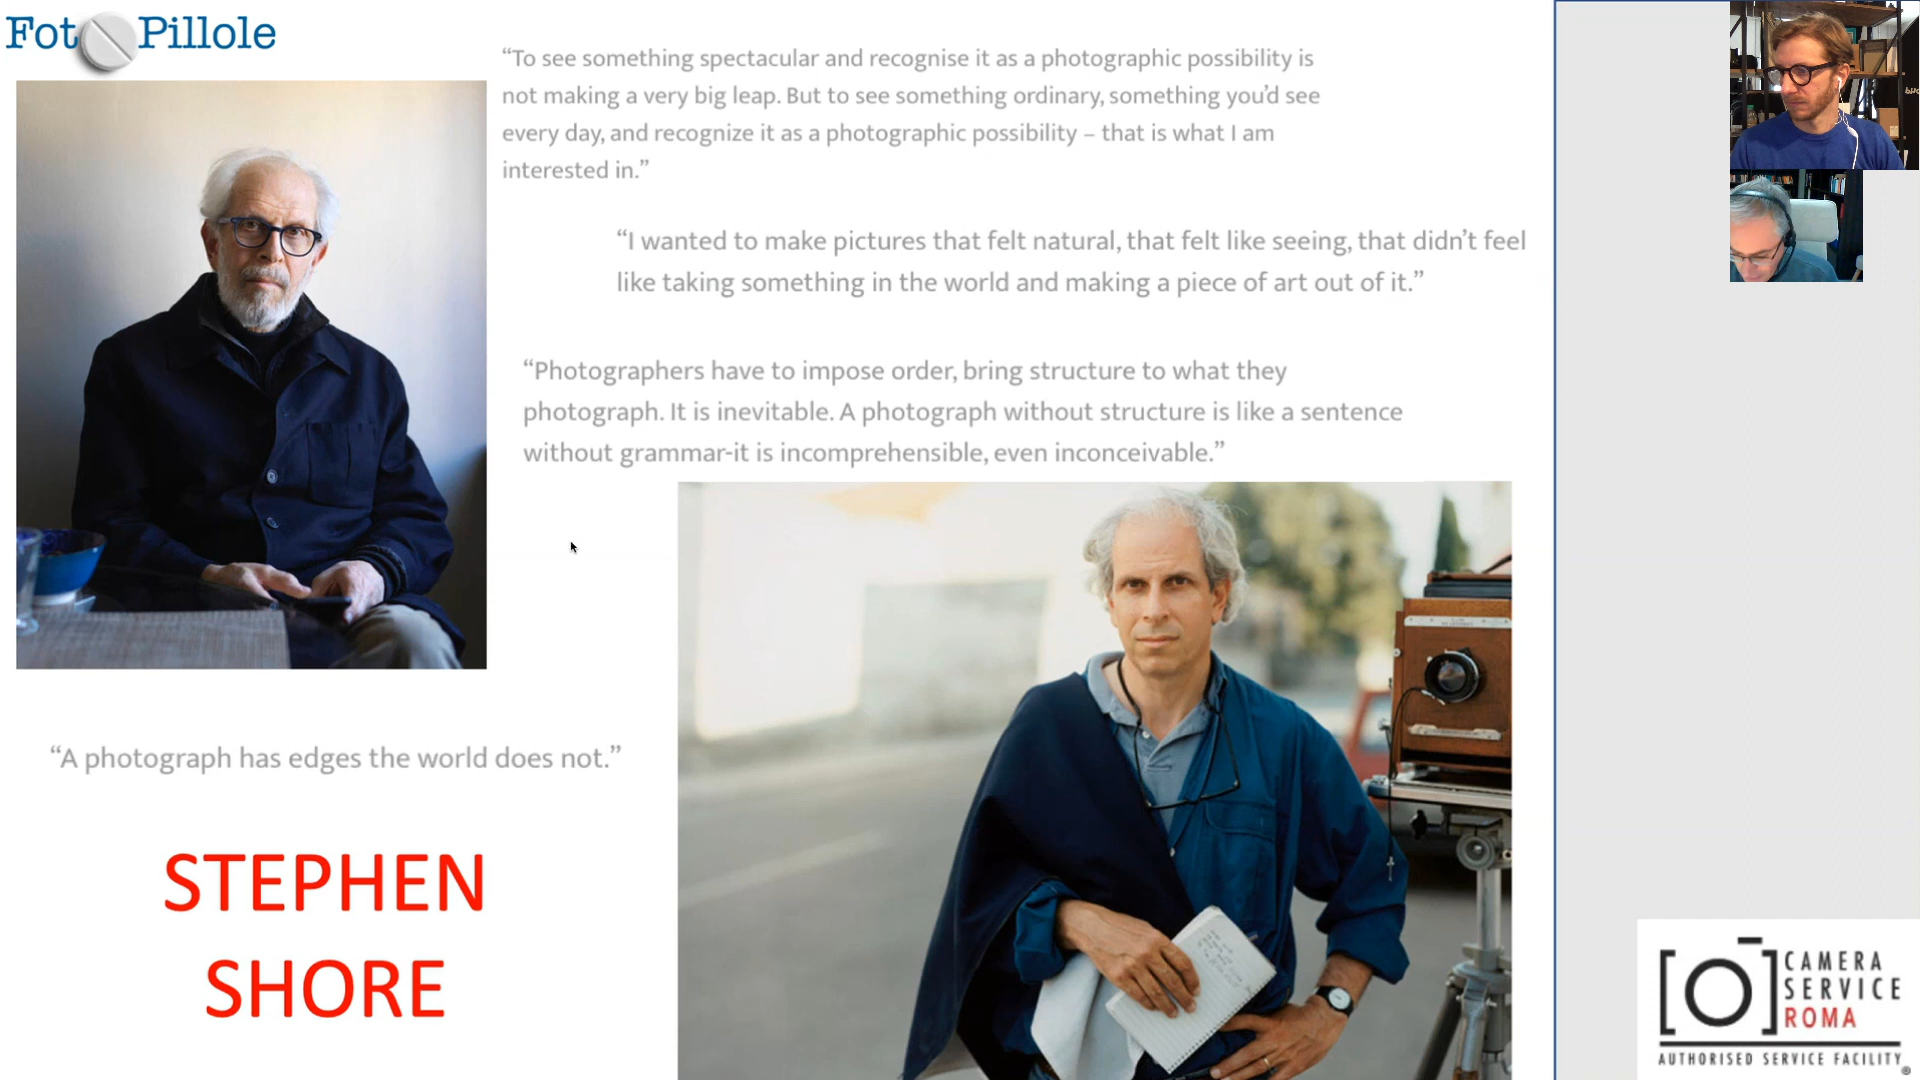 Fot Pillole
“To see something spectacular and recognise it as a photographic possibility is
not making a very big leap. But to see something ordinary, something you’d see
every day, and recognize it as a photographic possibility – that is what I am
interested in.”
“I wanted to make pictures that felt natural, that felt like seeing, that didn’t feel
like taking something in the world and making a piece of art out of it.”
“Photographers have to impose order, bring structure to what they
photograph. It is inevitable. A photograph without structure is like a sentence
without grammar-it is incomprehensible, even inconceivable.”
“A photograph has edges the world does not.”
STEPHEN
SHORE
CAMERA
SERVICE
ROMA
AUTHORISED SERVICE FACILITY